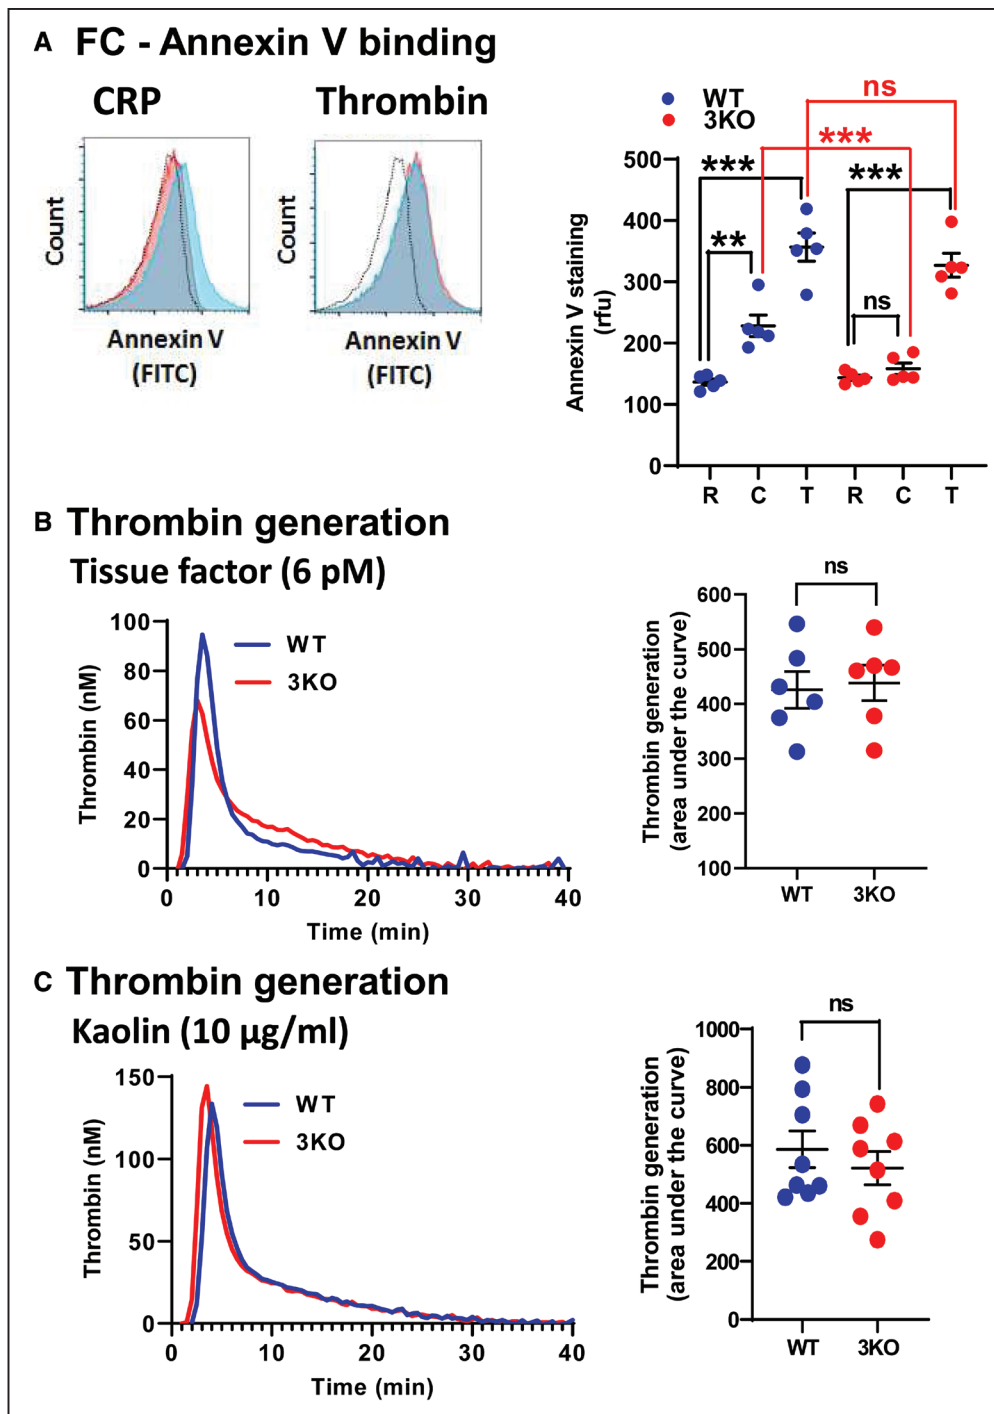 A FC - Annexin V binding
CRP
Thrombin
Count
Annexin V
(FITC)
Count
Annexin V
(FITC)
WT
3KO
ns
***
***
***
**
ns
Annexin V staining
(rfu)
500
400
300
200
100
0
R C T R C T
B Thrombin generation
Tissue factor (6 pM)
WT
3KO
Thrombin (nM)
100
80
60
40
20
0
0 10 20 30 40
Time (min)
ns
Thrombin generation
(area under the curve)
600
500
400
300
200
100
WT 3KO
C Thrombin generation
Kaolin (10 µg/ml)
WT
3KO
Thrombin (nM)
150
100
50
0
0 10 20 30 40
Time (min)
ns
Thrombin generation
(area under the curve)
1000
800
600
400
200
0
WT 3KO